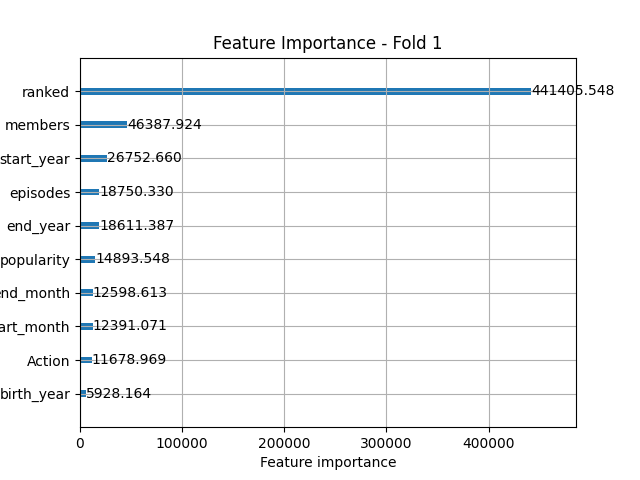 Feature Importance - Fold 1
ranked 441405.548
members 46387.924
start_year 26752.660
episodes 18750.330
end_year 18611.387
popularity 14893.548
end_month 12598.613
art_month 12391.071
Action 11678.969
birth_year 5928.164
0 100000 200000 300000 400000
Feature importance